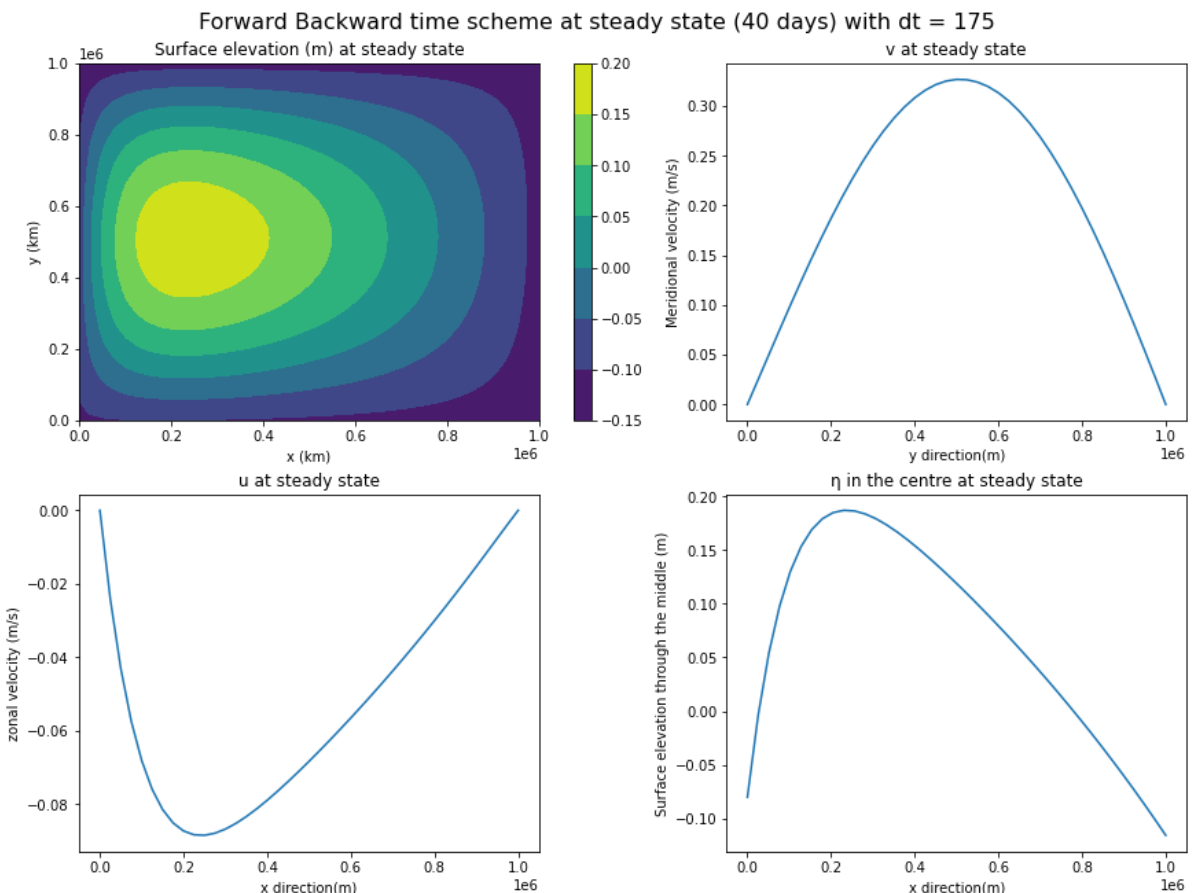 Forward Backward time scheme at steady state (40 days) with dt = 175
Surface elevation (m) at steady state
1e6
1.0
0.8
0.6
0.4
0.2
0.0
y (km)
0.0 0.2 0.4 0.6 0.8 1.0
x (km)
1e6
0.20
0.15
0.10
0.05
0.00
−0.05
−0.10
−0.15
v at steady state
0.30
0.25
0.20
0.15
0.10
0.05
0.00
Meridional velocity (m/s)
0.0 0.2 0.4 0.6 0.8 1.0
y direction(m)
1e6
u at steady state
0.00
−0.02
−0.04
−0.06
−0.08
zonal velocity (m/s)
0.0 0.2 0.4 0.6 0.8 1.0
x direction(m)
1e6
η in the centre at steady state
0.20
0.15
0.10
0.05
0.00
−0.05
−0.10
Surface elevation through the middle (m)
0.0 0.2 0.4 0.6 0.8 1.0
x direction(m)
1e6